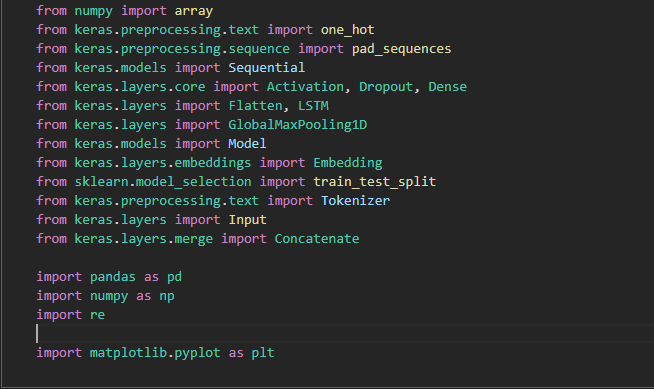 from numpy import array
from keras.preprocessing.text import one_hot
from keras.preprocessing.sequence import pad_sequences
from keras.models import Sequential
from keras.layers.core import Activation, Dropout, Dense
from keras.layers import Flatten, LSTM
from keras.layers import GlobalMaxPooling1D
from keras.models import Model
from keras.layers.embeddings import Embedding
from sklearn.model_selection import train_test_split
from keras.preprocessing.text import Tokenizer
from keras.layers import Input
from keras.layers.merge import Concatenate
import pandas as pd
import numpy as np
import re
import matplotlib.pyplot as plt